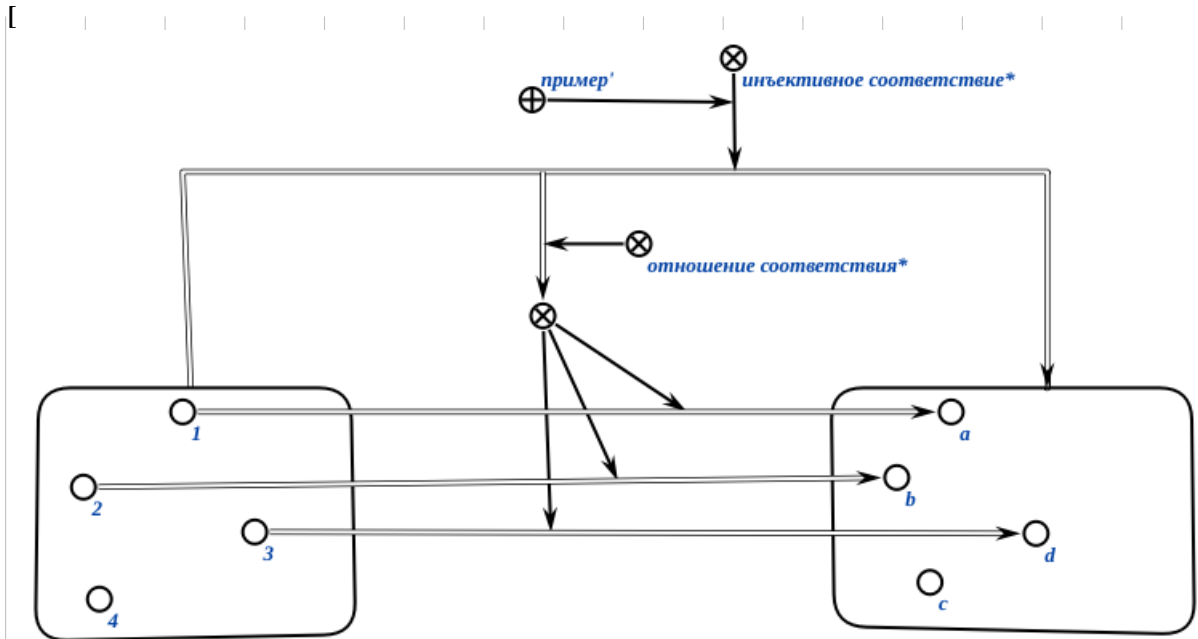 [
пример'
инъективное соответствие*
отношение соответствия*
1
a
2
b
3
d
4
c